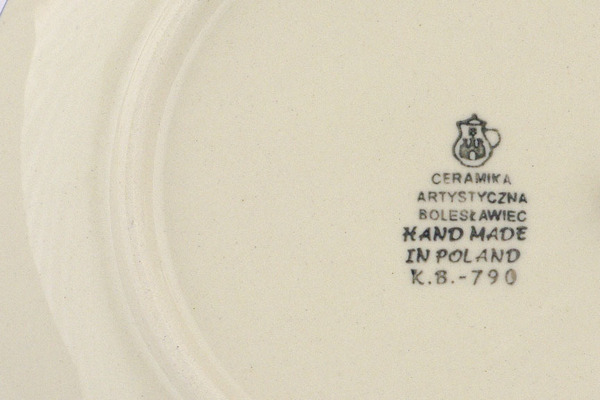 CERAMIKA
ARTYSTYCZNA
BOLESŁAWIEC
HAND MADE
IN POLAND
K.B.-790